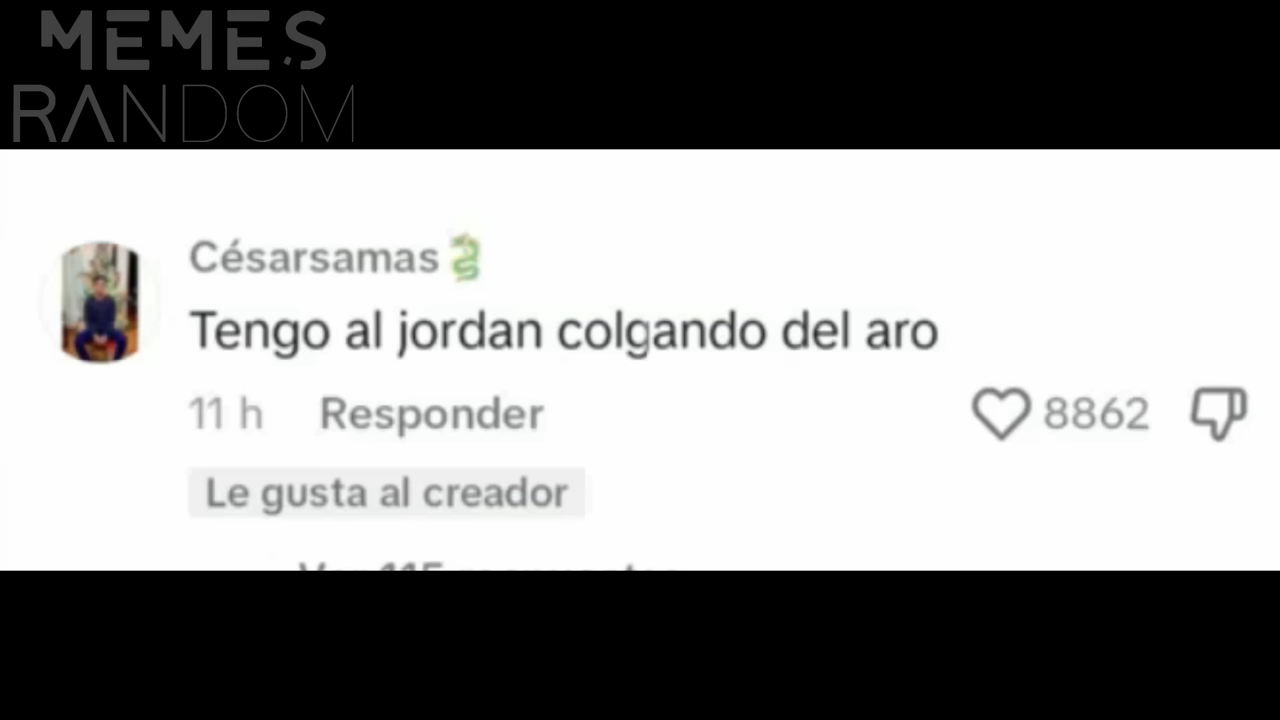 MEMES
RANDOM
Césarsamas🐉
Tengo al jordan colgando del aro
11 h Responder 8862
Le gusta al creador